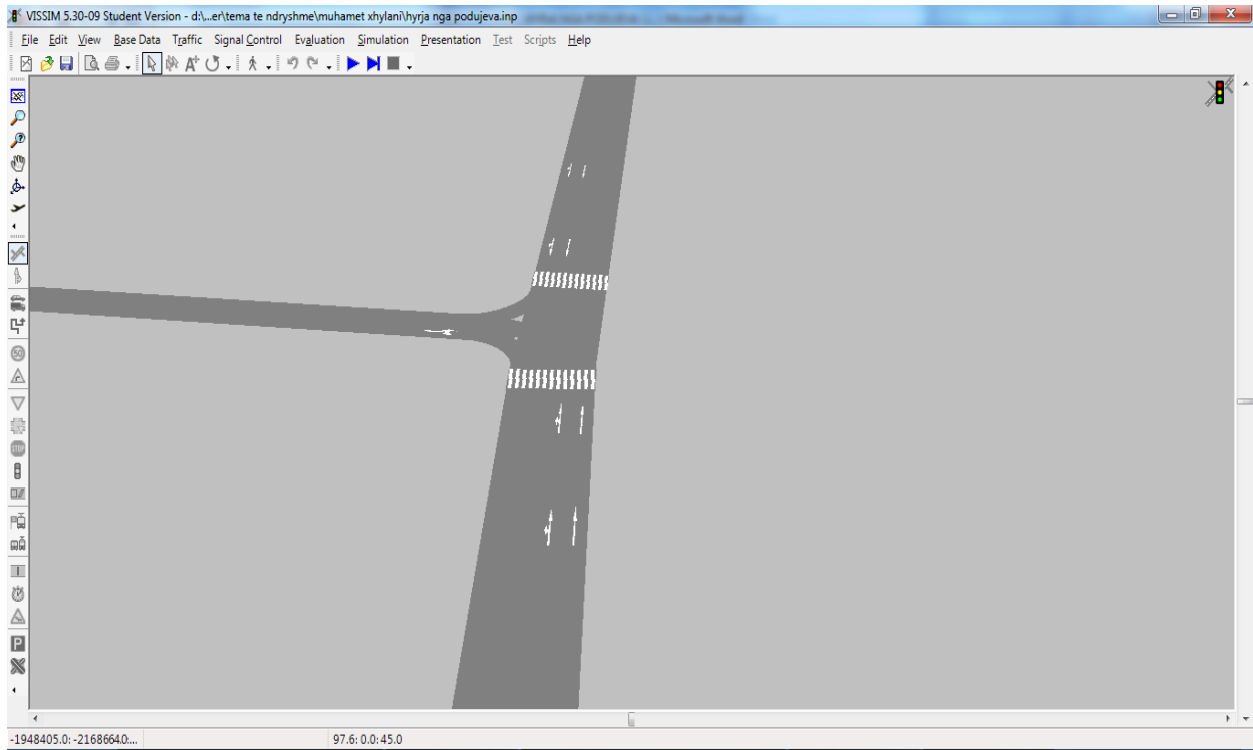 VISSIM 5.30-09 Student Version - d:\...er\tema te ndryshme\muhamet xhylani\hyrja nga podujeva.inp
File Edit View Base Data Traffic Signal Control Evaluation Simulation Presentation Test Scripts Help
50
STOP
P
-1948405.0: -2168664.0:...
97.6: 0.0: 45.0